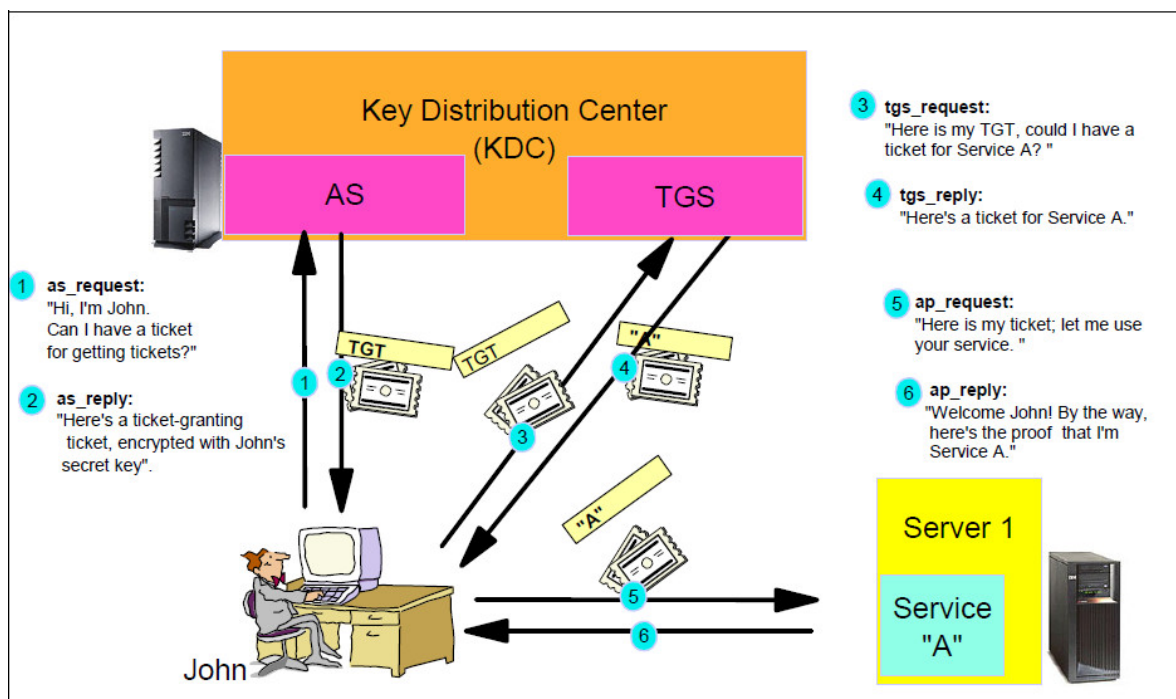 Key Distribution Center
(KDC)
AS
TGS
1
as_request:
"Hi, I'm John.
Can I have a ticket
for getting tickets?"
2
as_reply:
"Here's a ticket-granting
ticket, encrypted with John's
secret key".
3
tgs_request:
"Here is my TGT, could I have a
ticket for Service A? "
4
tgs_reply:
"Here's a ticket for Service A."
5
ap_request:
"Here is my ticket; let me use
your service. "
6
ap_reply:
"Welcome John! By the way,
here's the proof that I'm
Service A."
TGT
TGT
"A"
1
2
4
3
"A"
5
6
John
Server 1
Service
"A"